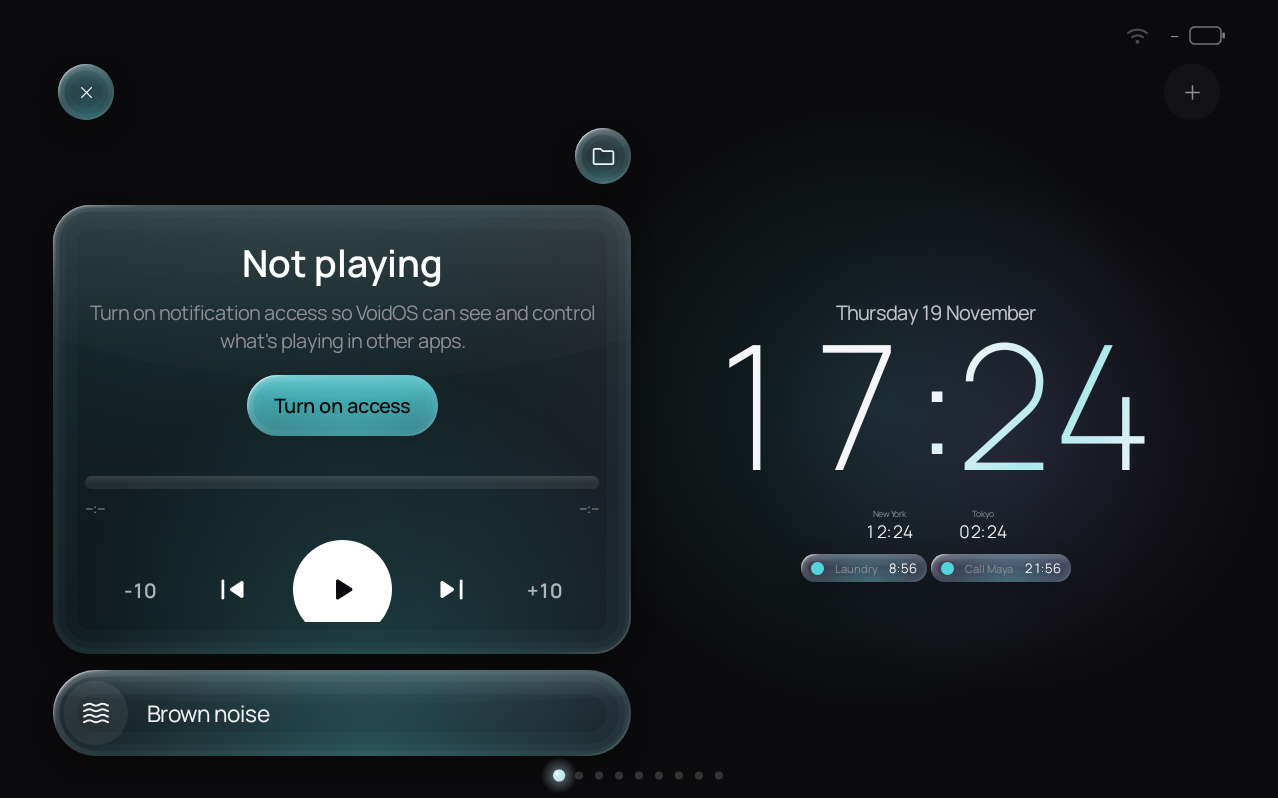 –
Not playing
Turn on notification access so VoidOS can see and control
what's playing in other apps.
Turn on access
–:–
–:–
-10
+10
Brown noise
Thursday 19 November
17:24
New York
Tokyo
12:24
02:24
Laundry 8:56
Call Maya 21:56